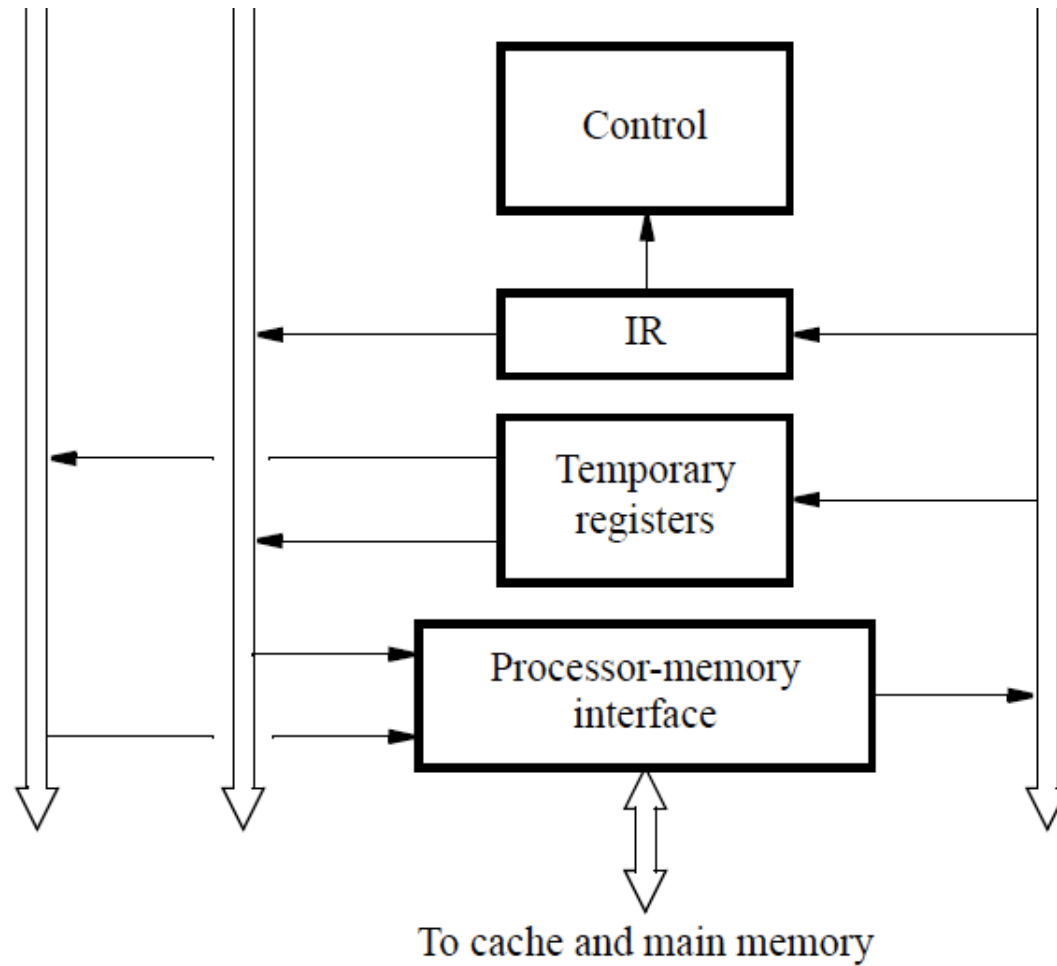 Control
IR
Temporary
registers
Processor-memory
interface
To cache and main memory